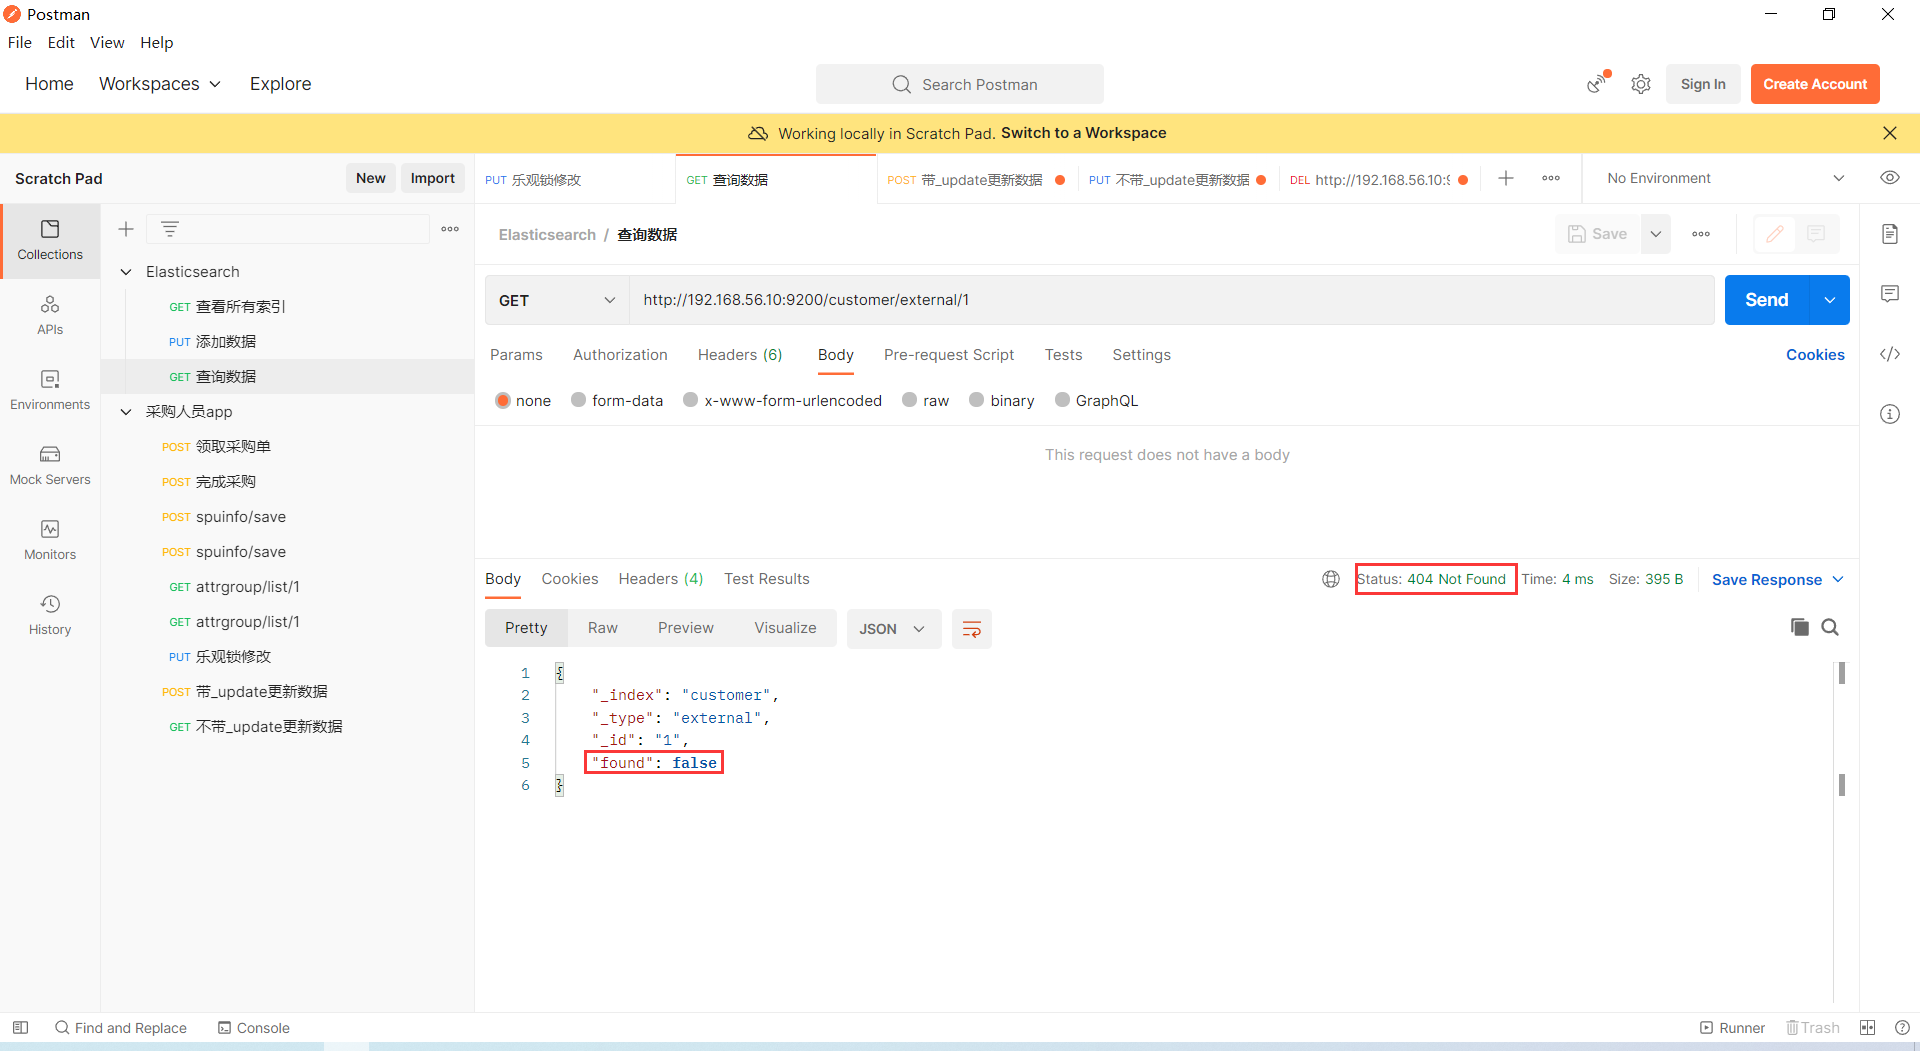 Postman
File Edit View Help
Home Workspaces Explore Search Postman Sign In Create Account
Working locally in Scratch Pad. Switch to a Workspace
Scratch Pad New Import
PUT 乐观锁修改 GET 查询数据 POST 带_update更新数据 PUT 不带_update更新数据 DEL http://192.168.56.10:9 No Environment
Collections
APIs
Environments
Mock Servers
Monitors
History
Elasticsearch
GET 查看所有索引
PUT 添加数据
GET 查询数据
采购人员app
POST 领取采购单
POST 完成采购
POST spuinfo/save
POST spuinfo/save
GET attrgroup/list/1
GET attrgroup/list/1
PUT 乐观锁修改
POST 带_update更新数据
GET 不带_update更新数据
Elasticsearch / 查询数据 Save
GET http://192.168.56.10:9200/customer/external/1 Send
Params Authorization Headers (6) Body Pre-request Script Tests Settings Cookies
none form-data x-www-form-urlencoded raw binary GraphQL
This request does not have a body
Body Cookies Headers (4) Test Results Status: 404 Not Found Time: 4 ms Size: 395 B Save Response
Pretty Raw Preview Visualize JSON
1 {
2 "_index": "customer",
3 "_type": "external",
4 "_id": "1",
5 "found": false
6 }
Find and Replace Console Runner Trash